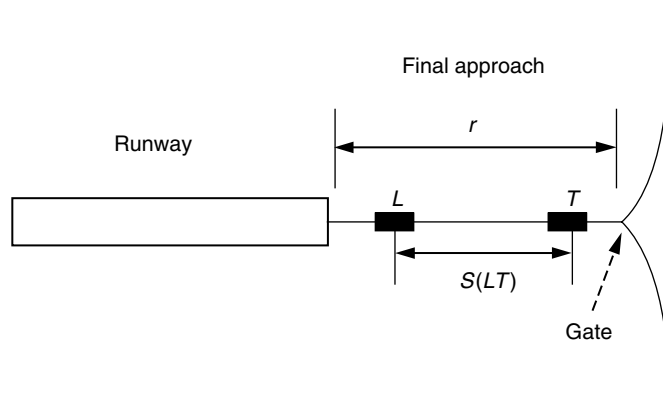 Final approach
Runway
r
L
T
S(LT)
Gate